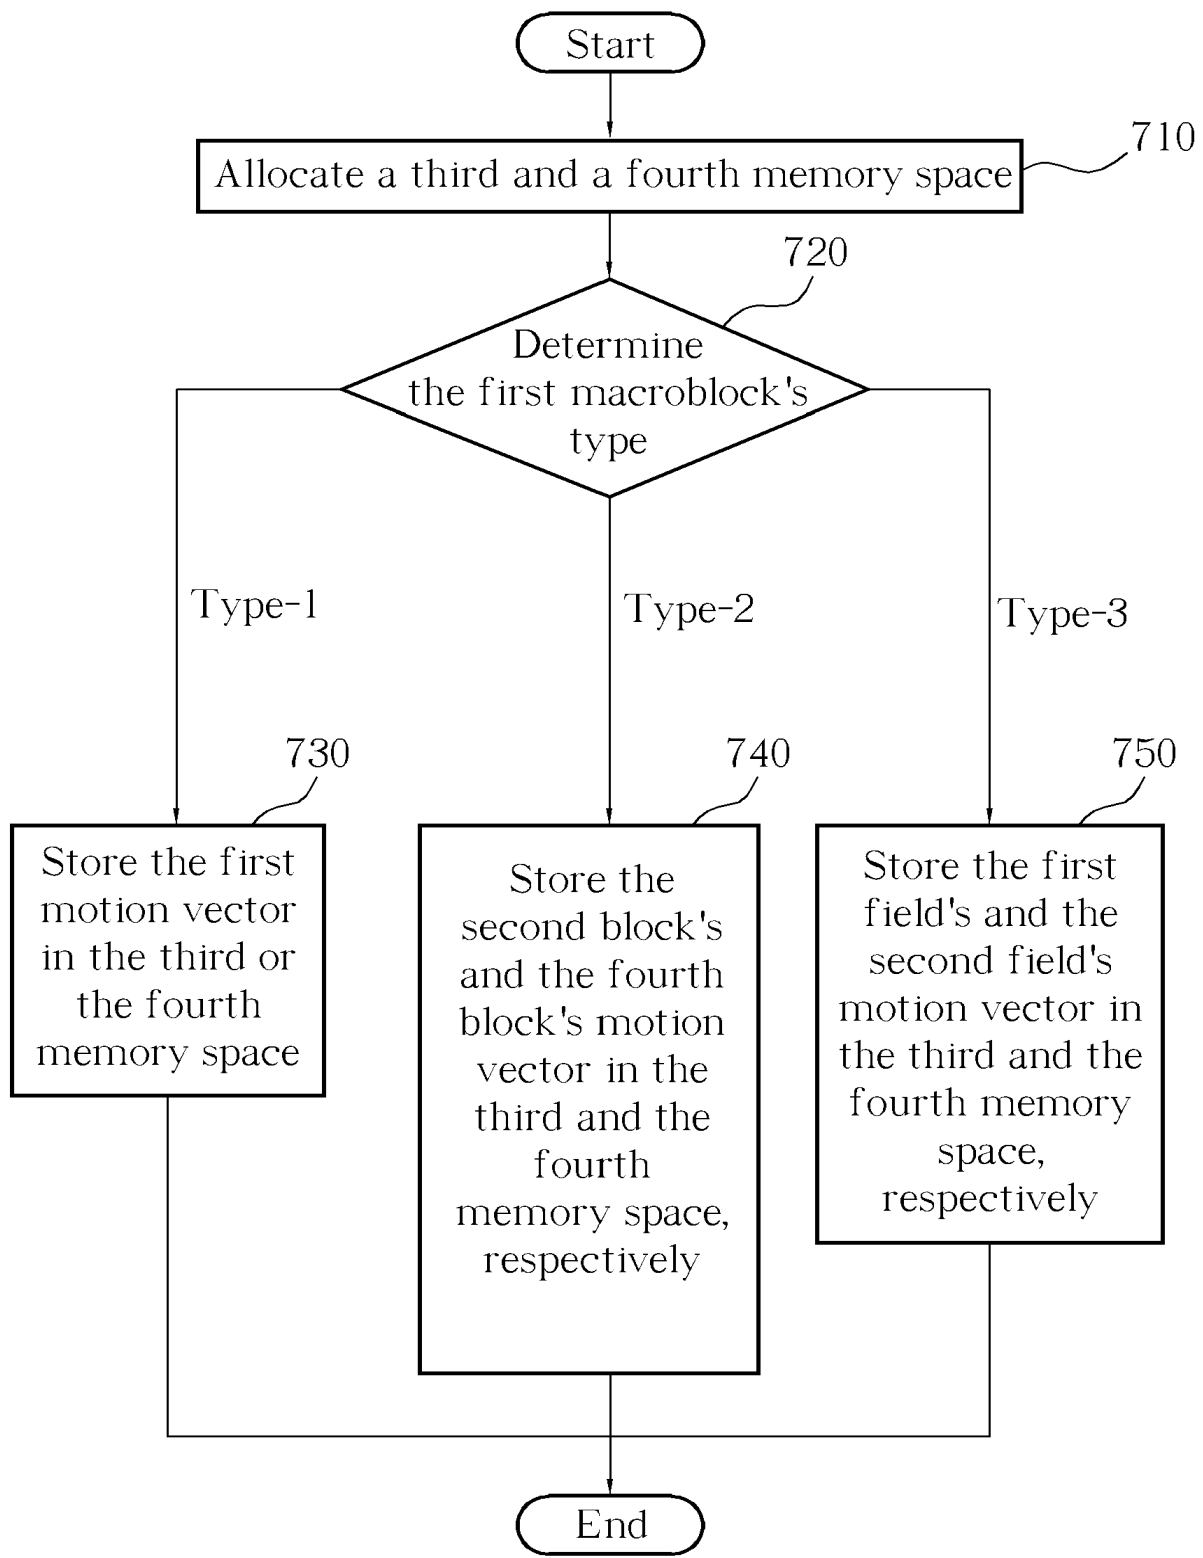 Start
710
Allocate a third and a fourth memory space
720
Determine
the first macroblock's
type
Type-1
Type-2
Type-3
730
Store the first
motion vector
in the third or
the fourth
memory space
740
Store the
second block's
and the fourth
block's motion
vector in the
third and the
fourth
memory space,
respectively
750
Store the first
field's and the
second field's
motion vector in
the third and the
fourth memory
space,
respectively
End